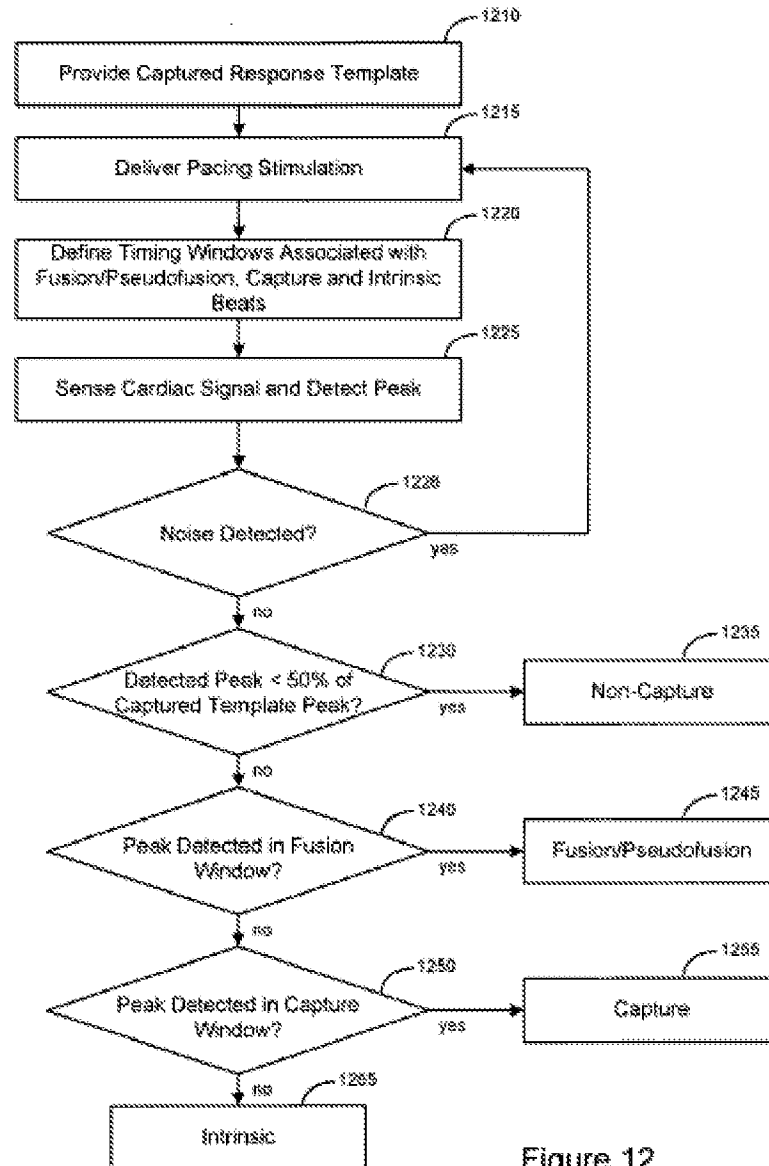 1210
Provide Captured Response Template
1215
Deliver Pacing Stimulation
1220
Define Timing Windows Associated with
Fusion/Pseudofusion, Capture and Intrinsic
Beats
1225
Sense Cardiac Signal and Detect Peak
1226
Noise Detected?
yes
no
1230
Detected Peak < 50% of
Captured Template Peak?
yes
1235
Non-Capture
no
1240
Peak Detected in Fusion
Window?
yes
1245
Fusion/Pseudofusion
no
1250
Peak Detected in Capture
Window?
yes
1255
Capture
no
1265
Intrinsic
Figure 12